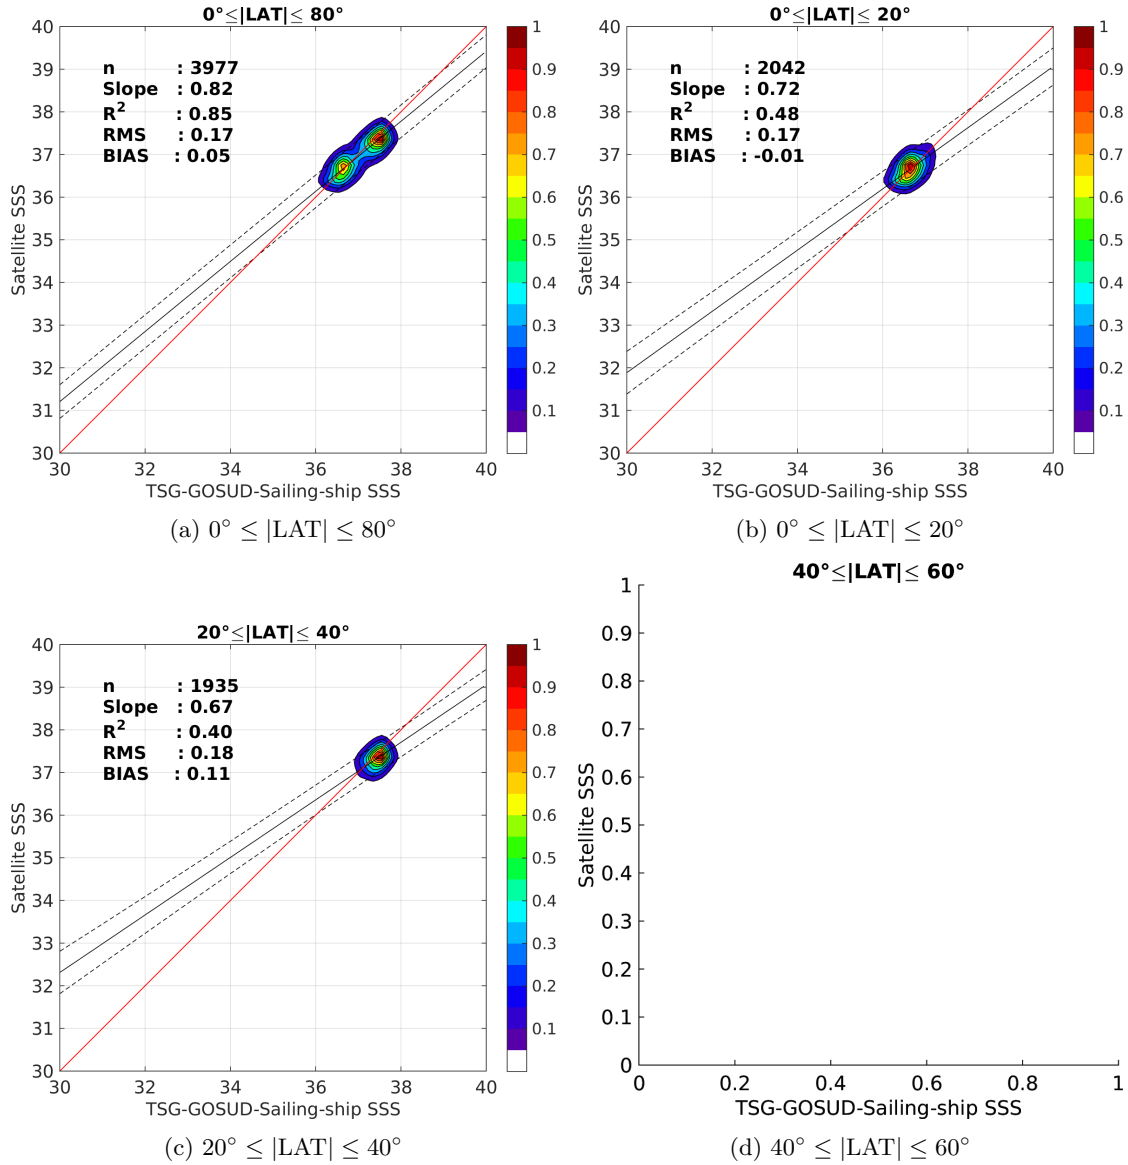 0°≤|LAT|≤ 80°
40
39
38
37
36
35
34
33
32
31
30
n : 3977
Slope : 0.82
R2 : 0.85
RMS : 0.17
BIAS : 0.05
Satellite SSS
30 32 34 36 38 40
TSG-GOSUD-Sailing-ship SSS
1
0.9
0.8
0.7
0.6
0.5
0.4
0.3
0.2
0.1
(a) 0° ≤ |LAT| ≤ 80°
0°≤|LAT|≤ 20°
40
39
38
37
36
35
34
33
32
31
30
n : 2042
Slope : 0.72
R2 : 0.48
RMS : 0.17
BIAS : -0.01
Satellite SSS
30 32 34 36 38 40
TSG-GOSUD-Sailing-ship SSS
1
0.9
0.8
0.7
0.6
0.5
0.4
0.3
0.2
0.1
(b) 0° ≤ |LAT| ≤ 20°
20°≤|LAT|≤ 40°
40
39
38
37
36
35
34
33
32
31
30
n : 1935
Slope : 0.67
R2 : 0.40
RMS : 0.18
BIAS : 0.11
Satellite SSS
30 32 34 36 38 40
TSG-GOSUD-Sailing-ship SSS
1
0.9
0.8
0.7
0.6
0.5
0.4
0.3
0.2
0.1
(c) 20° ≤ |LAT| ≤ 40°
40°≤|LAT|≤ 60°
1
0.9
0.8
0.7
0.6
0.5
0.4
0.3
0.2
0.1
0
Satellite SSS
0 0.2 0.4 0.6 0.8 1
TSG-GOSUD-Sailing-ship SSS
(d) 40° ≤ |LAT| ≤ 60°